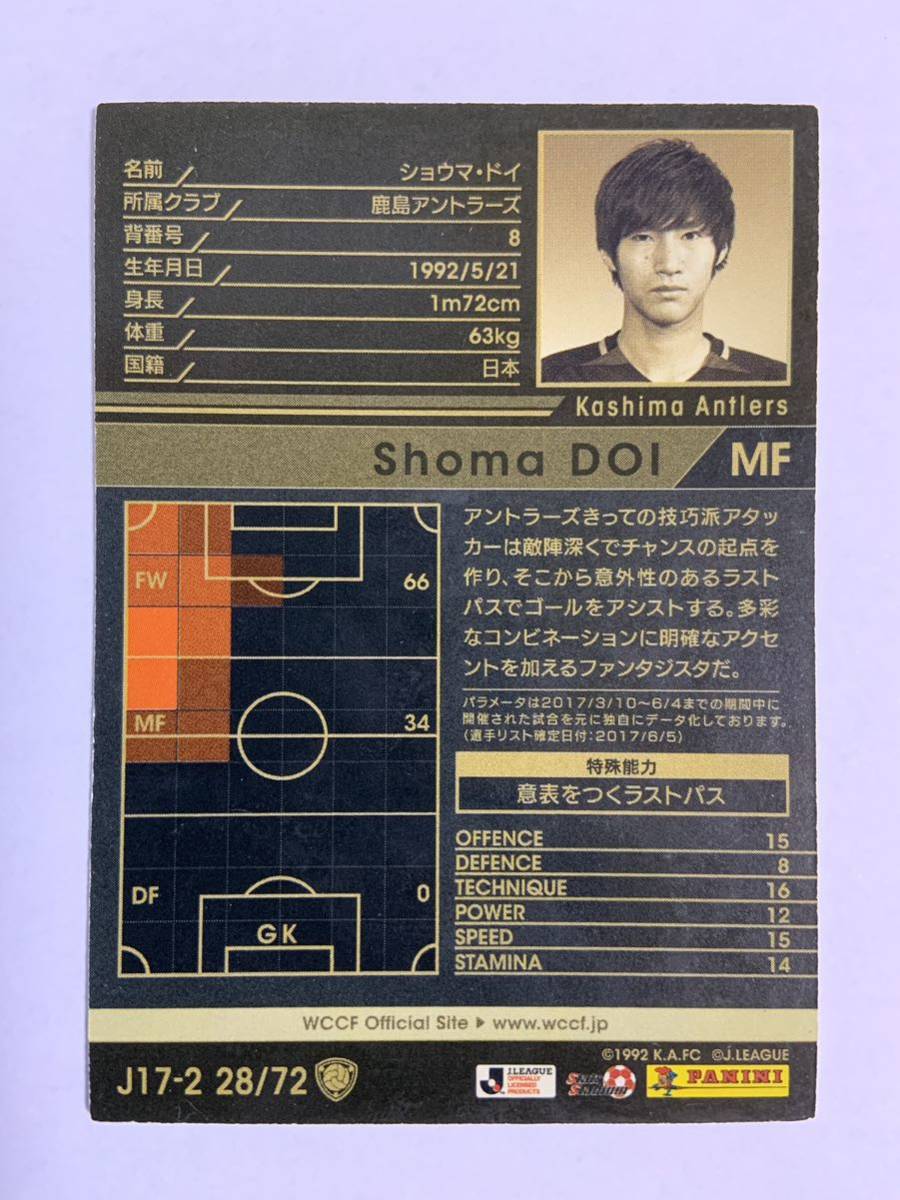 名前 ショウマ・ドイ
所属クラブ 鹿島アントラーズ
背番号 8
生年月日 1992/5/21
身長 1m72cm
体重 63kg
国籍 日本
Kashima Antlers
Shoma DOI MF
FW 66
MF 34
DF 0
GK
アントラーズきっての技巧派アタッ
カーは敵陣深くでチャンスの起点を
作り、そこから意外性のあるラスト
パスでゴールをアシストする。多彩
なコンビネーションに明確なアクセ
ントを加えるファンタジスタだ。
パラメータは2017/3/10～6/4までの期間中に
開催された試合を元に独自にデータ化しております。
(選手リスト確定日付:2017/6/5)
特殊能力
意表をつくラストパス
OFFENCE 15
DEFENCE 8
TECHNIQUE 16
POWER 12
SPEED 15
STAMINA 14
WCCF Official Site ▶ www.wccf.jp
©1992 K.A.FC ©J.LEAGUE
J17-2 28/72
J.LEAGUE
OFFICIALLY
LICENSED
PRODUCTS
PANINI